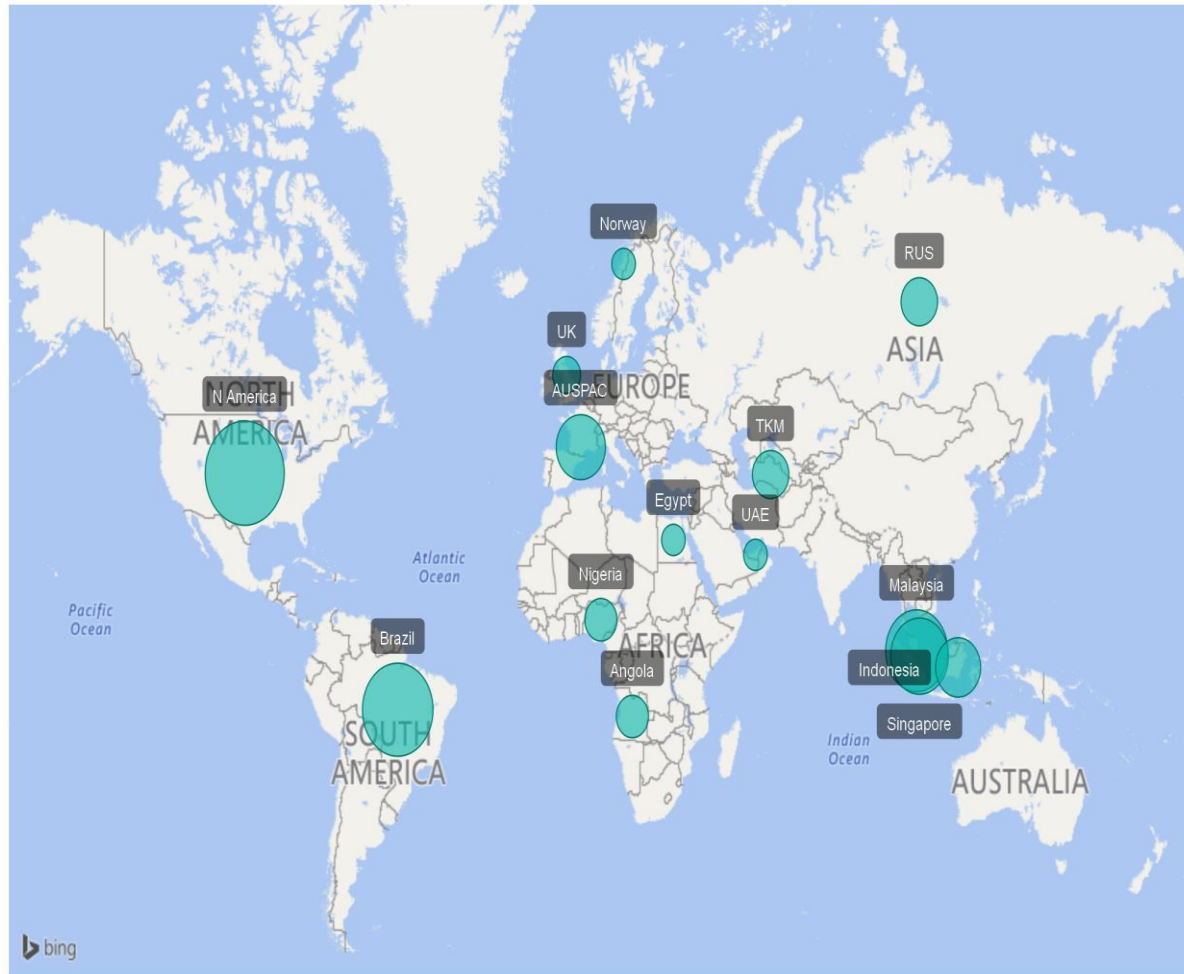 Norway
RUS
UK
ASIA
AUSPAC
EUROPE
NORTH
N America
AMERICA
TKM
Egypt
UAE
Atlantic
Ocean
Nigeria
Malaysia
Pacific
Ocean
Brazil
AFRICA
Angola
Indonesia
Singapore
SOUTH
AMERICA
Indian
Ocean
AUSTRALIA
bing